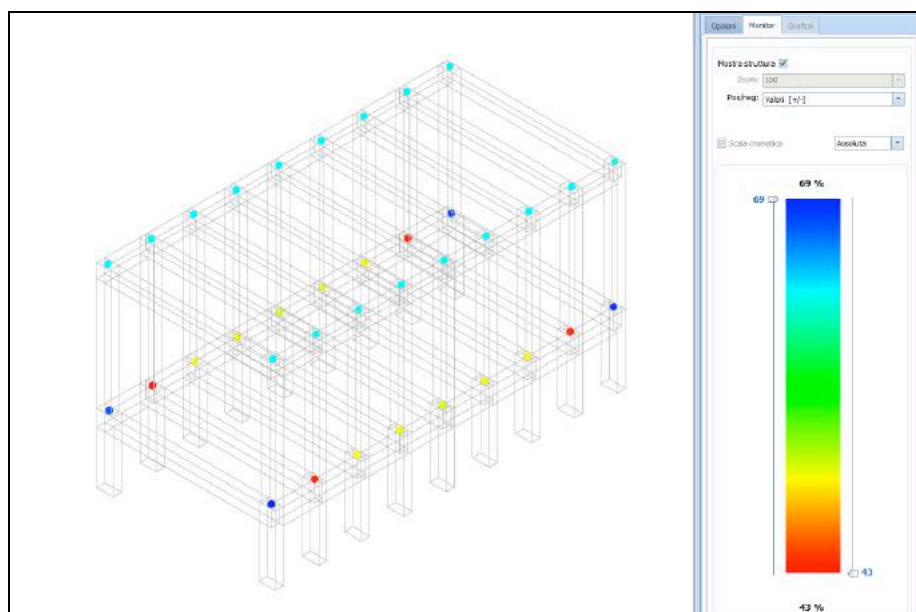 Opzioni Monitor Grafica
Mostra struttura
Zoom: 100
Pos/neg: Valori [+/-]
Scala cromatica Assoluta
69 %
69
43
43 %